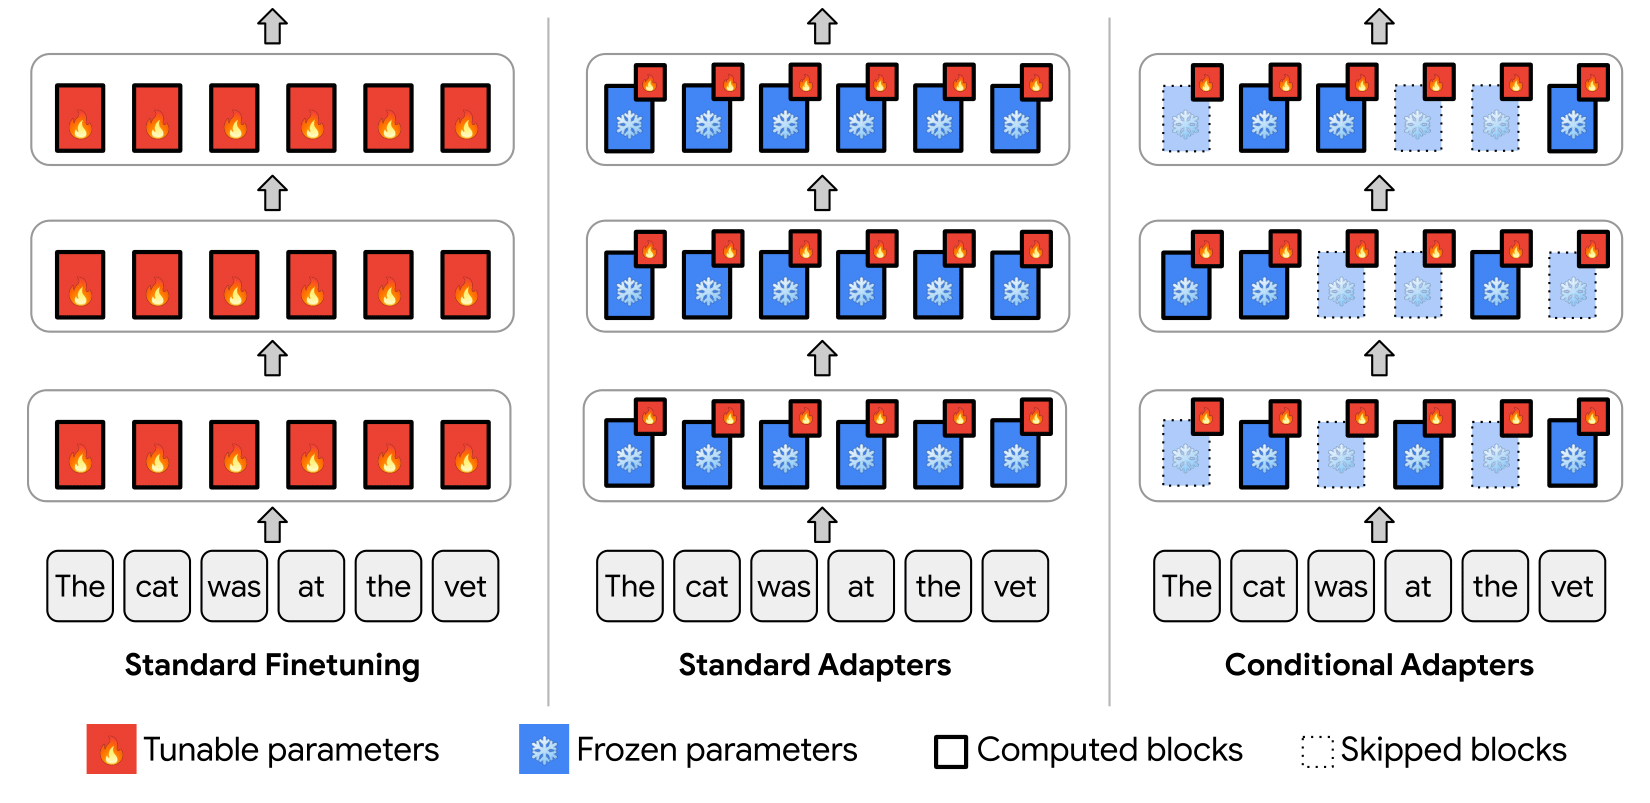 The cat was at the vet
The cat was at the vet
The cat was at the vet
Standard Finetuning
Standard Adapters
Conditional Adapters
Tunable parameters
Frozen parameters
Computed blocks
Skipped blocks